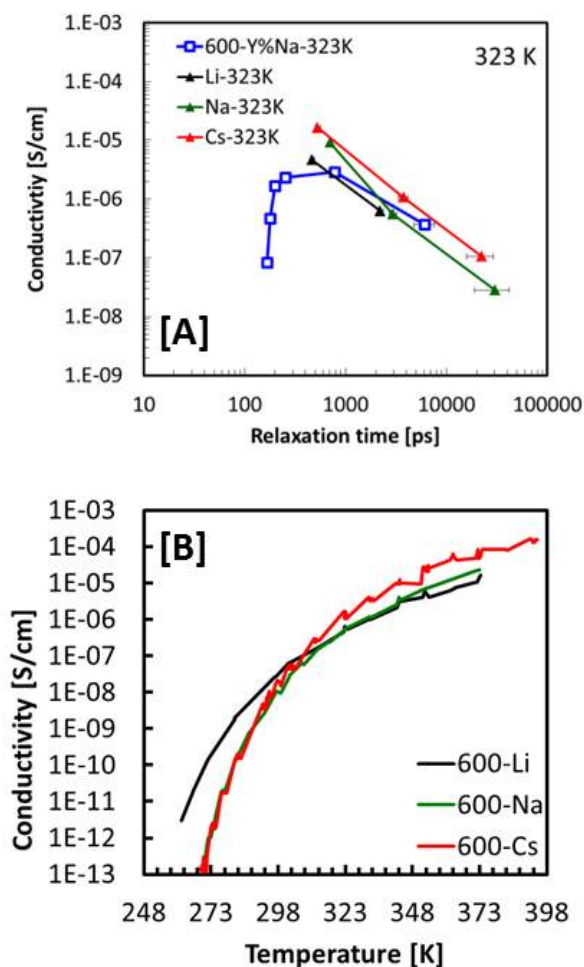 1.E-03
1.E-04
1.E-05
1.E-06
1.E-07
1.E-08
1.E-09
Conductivtiy [S/cm]
600-Y%Na-323K
Li-323K
Na-323K
Cs-323K
323 K
[A]
10 100 1000 10000 100000
Relaxation time [ps]
1E-03
1E-04
1E-05
1E-06
1E-07
1E-08
1E-09
1E-10
1E-11
1E-12
1E-13
Conductivity [S/cm]
[B]
600-Li
600-Na
600-Cs
248 273 298 323 348 373 398
Temperature [K]